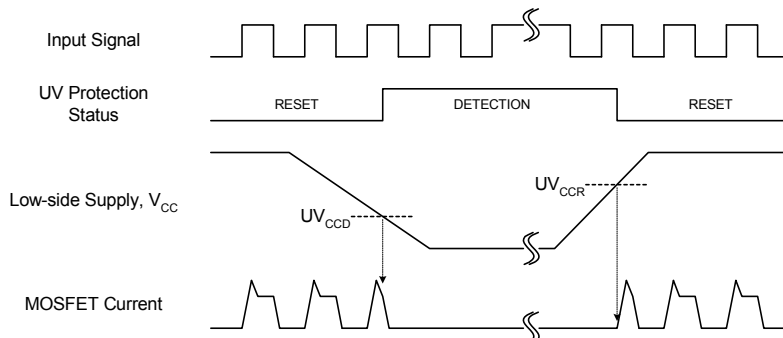 Input Signal
UV Protection
Status
RESET
DETECTION
RESET
Low-side Supply, VCC
UVCCD
UVCCR
MOSFET Current